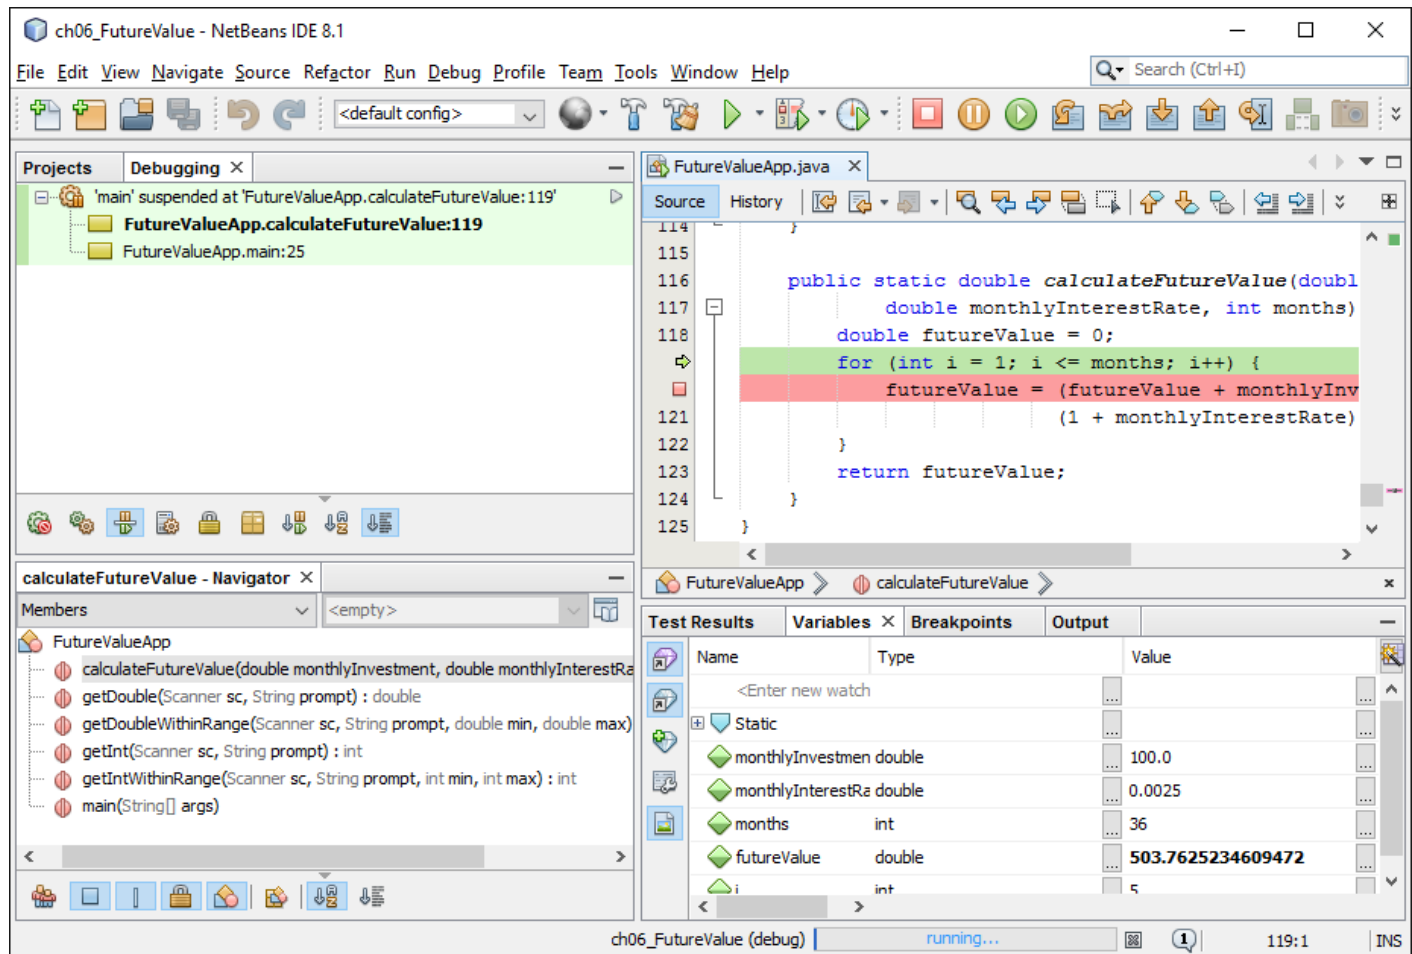 ch06_FutureValue - NetBeans IDE 8.1
File Edit View Navigate Source Refactor Run Debug Profile Team Tools Window Help
Search (Ctrl+I)
<default config>
Projects Debugging
'main' suspended at 'FutureValueApp.calculateFutureValue:119'
FutureValueApp.calculateFutureValue:119
FutureValueApp.main:25
calculateFutureValue - Navigator
Members <empty>
FutureValueApp
calculateFutureValue(double monthlyInvestment, double monthlyInterestRa
getDouble(Scanner sc, String prompt) : double
getDoubleWithinRange(Scanner sc, String prompt, double min, double max)
getInt(Scanner sc, String prompt) : int
getIntWithinRange(Scanner sc, String prompt, int min, int max) : int
main(String[] args)
FutureValueApp.java
Source History
114 }
115
116 public static double calculateFutureValue(doubl
117 double monthlyInterestRate, int months)
118 double futureValue = 0;
for (int i = 1; i <= months; i++) {
futureValue = (futureValue + monthlyInv
121 (1 + monthlyInterestRate)
122 }
123 return futureValue;
124 }
125 }
FutureValueApp calculateFutureValue
Test Results Variables Breakpoints Output
Name Type Value
<Enter new watch
... ...
Static ...
monthlyInvestmen double ... 100.0 ...
monthlyInterestRa double ... 0.0025 ...
months int ... 36 ...
futureValue double ... 503.7625234609472 ...
i int 5
ch06_FutureValue (debug) running... 1 119:1 INS